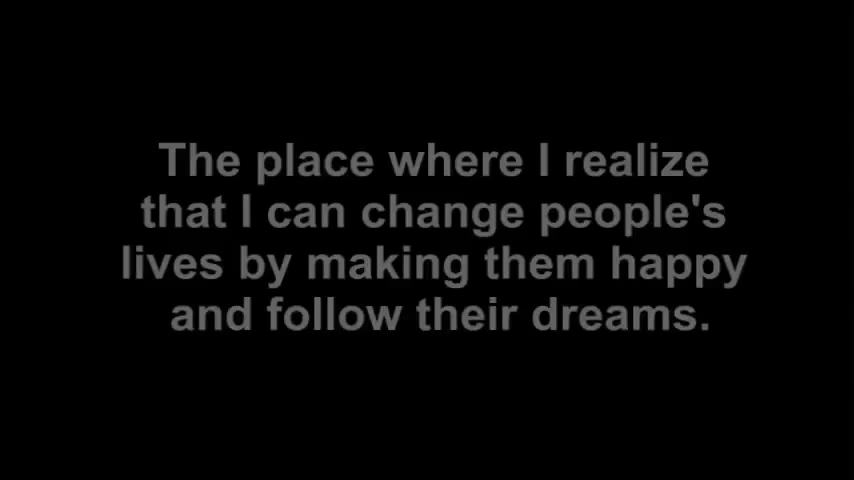 The place where I realize
that I can change people's
lives by making them happy
and follow their dreams.